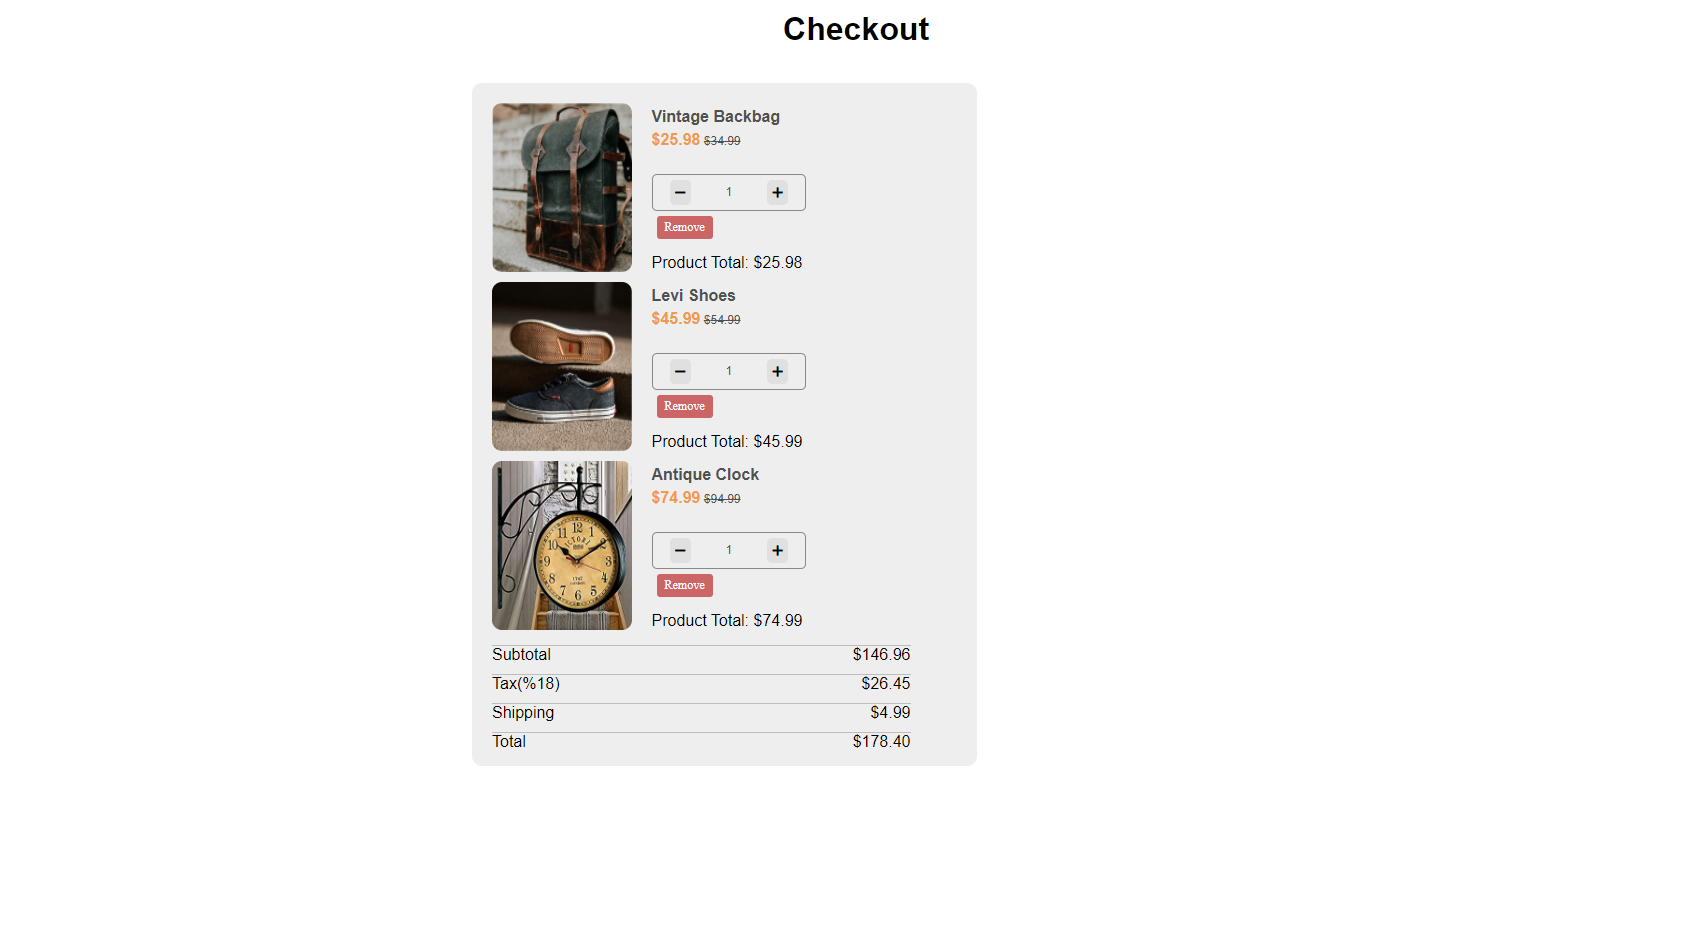 Checkout
Vintage Backbag
$25.98 $34.99
1
Remove
Product Total: $25.98
Levi Shoes
$45.99 $54.99
1
Remove
Product Total: $45.99
Antique Clock
$74.99 $94.99
1
Remove
Product Total: $74.99
Subtotal $146.96
Tax(%18) $26.45
Shipping $4.99
Total $178.40